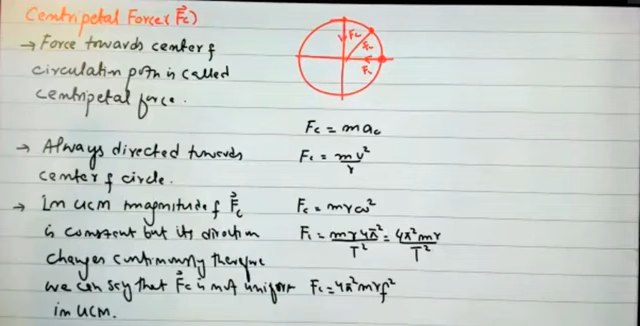 Centripetal Force (F⃗c)
→ Force towards center of
circulation path is called
centripetal force.
Fc
Fc
Fc
Fc = mac
→ Always directed towards
center of circle.
Fc = mv²/r
→ In UCM magnitude of F⃗c
is constant but its direction
changes continuously therefore
we can say that F⃗c is not uniform
in UCM.
Fc = mrω²
Fc = mr4π²/T² = 4π²mr/T²
Fc = 4π²mrf²